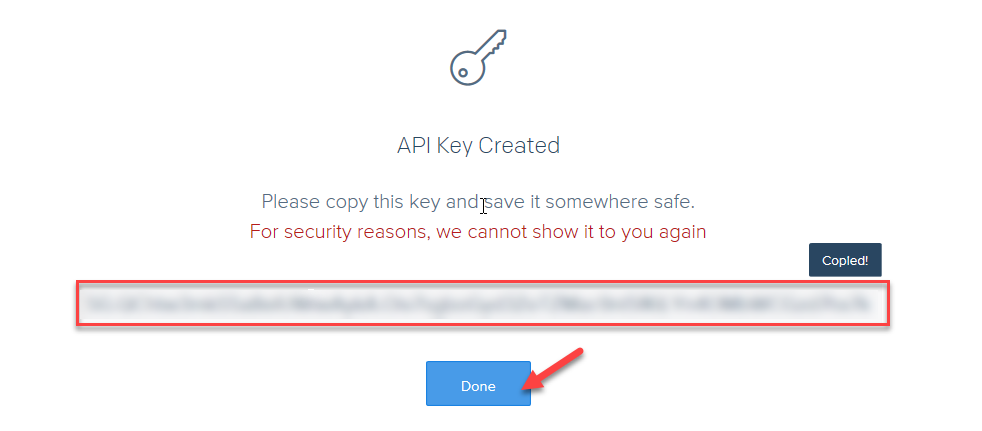 API Key Created
Please copy this key and save it somewhere safe.
For security reasons, we cannot show it to you again
Copied!
Done